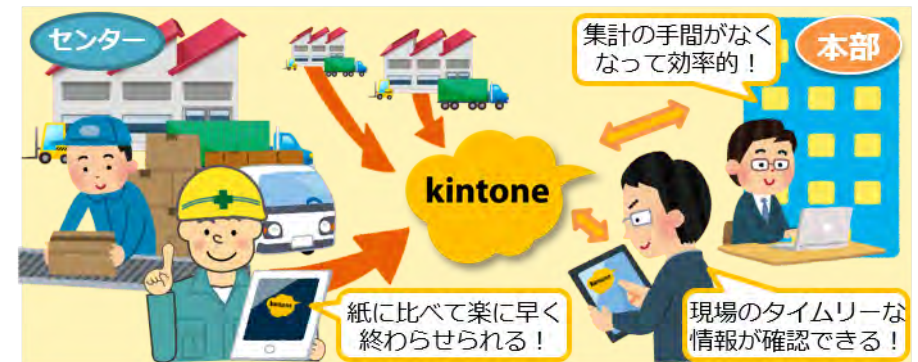 センター
集計の手間がなく
なって効率的！
本部
kintone
紙に比べて楽に早く
終わらせられる！
現場のタイムリーな
情報が確認できる！
kintone
kintone